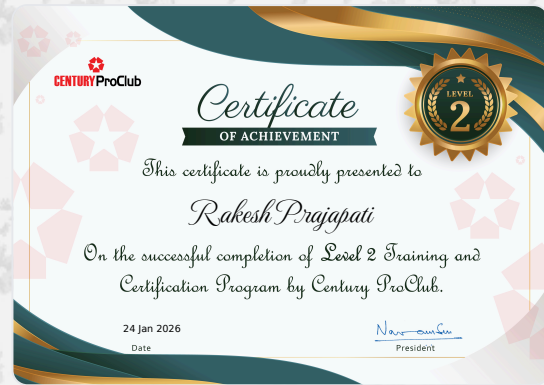 CENTURY ProClub
LEVEL
2
Certificate
OF ACHIEVEMENT
This certificate is proudly presented to
Rakesh Prajapati
On the successful completion of Level 2 Training and
Certification Program by Century ProClub.
24 Jan 2026
Date
President